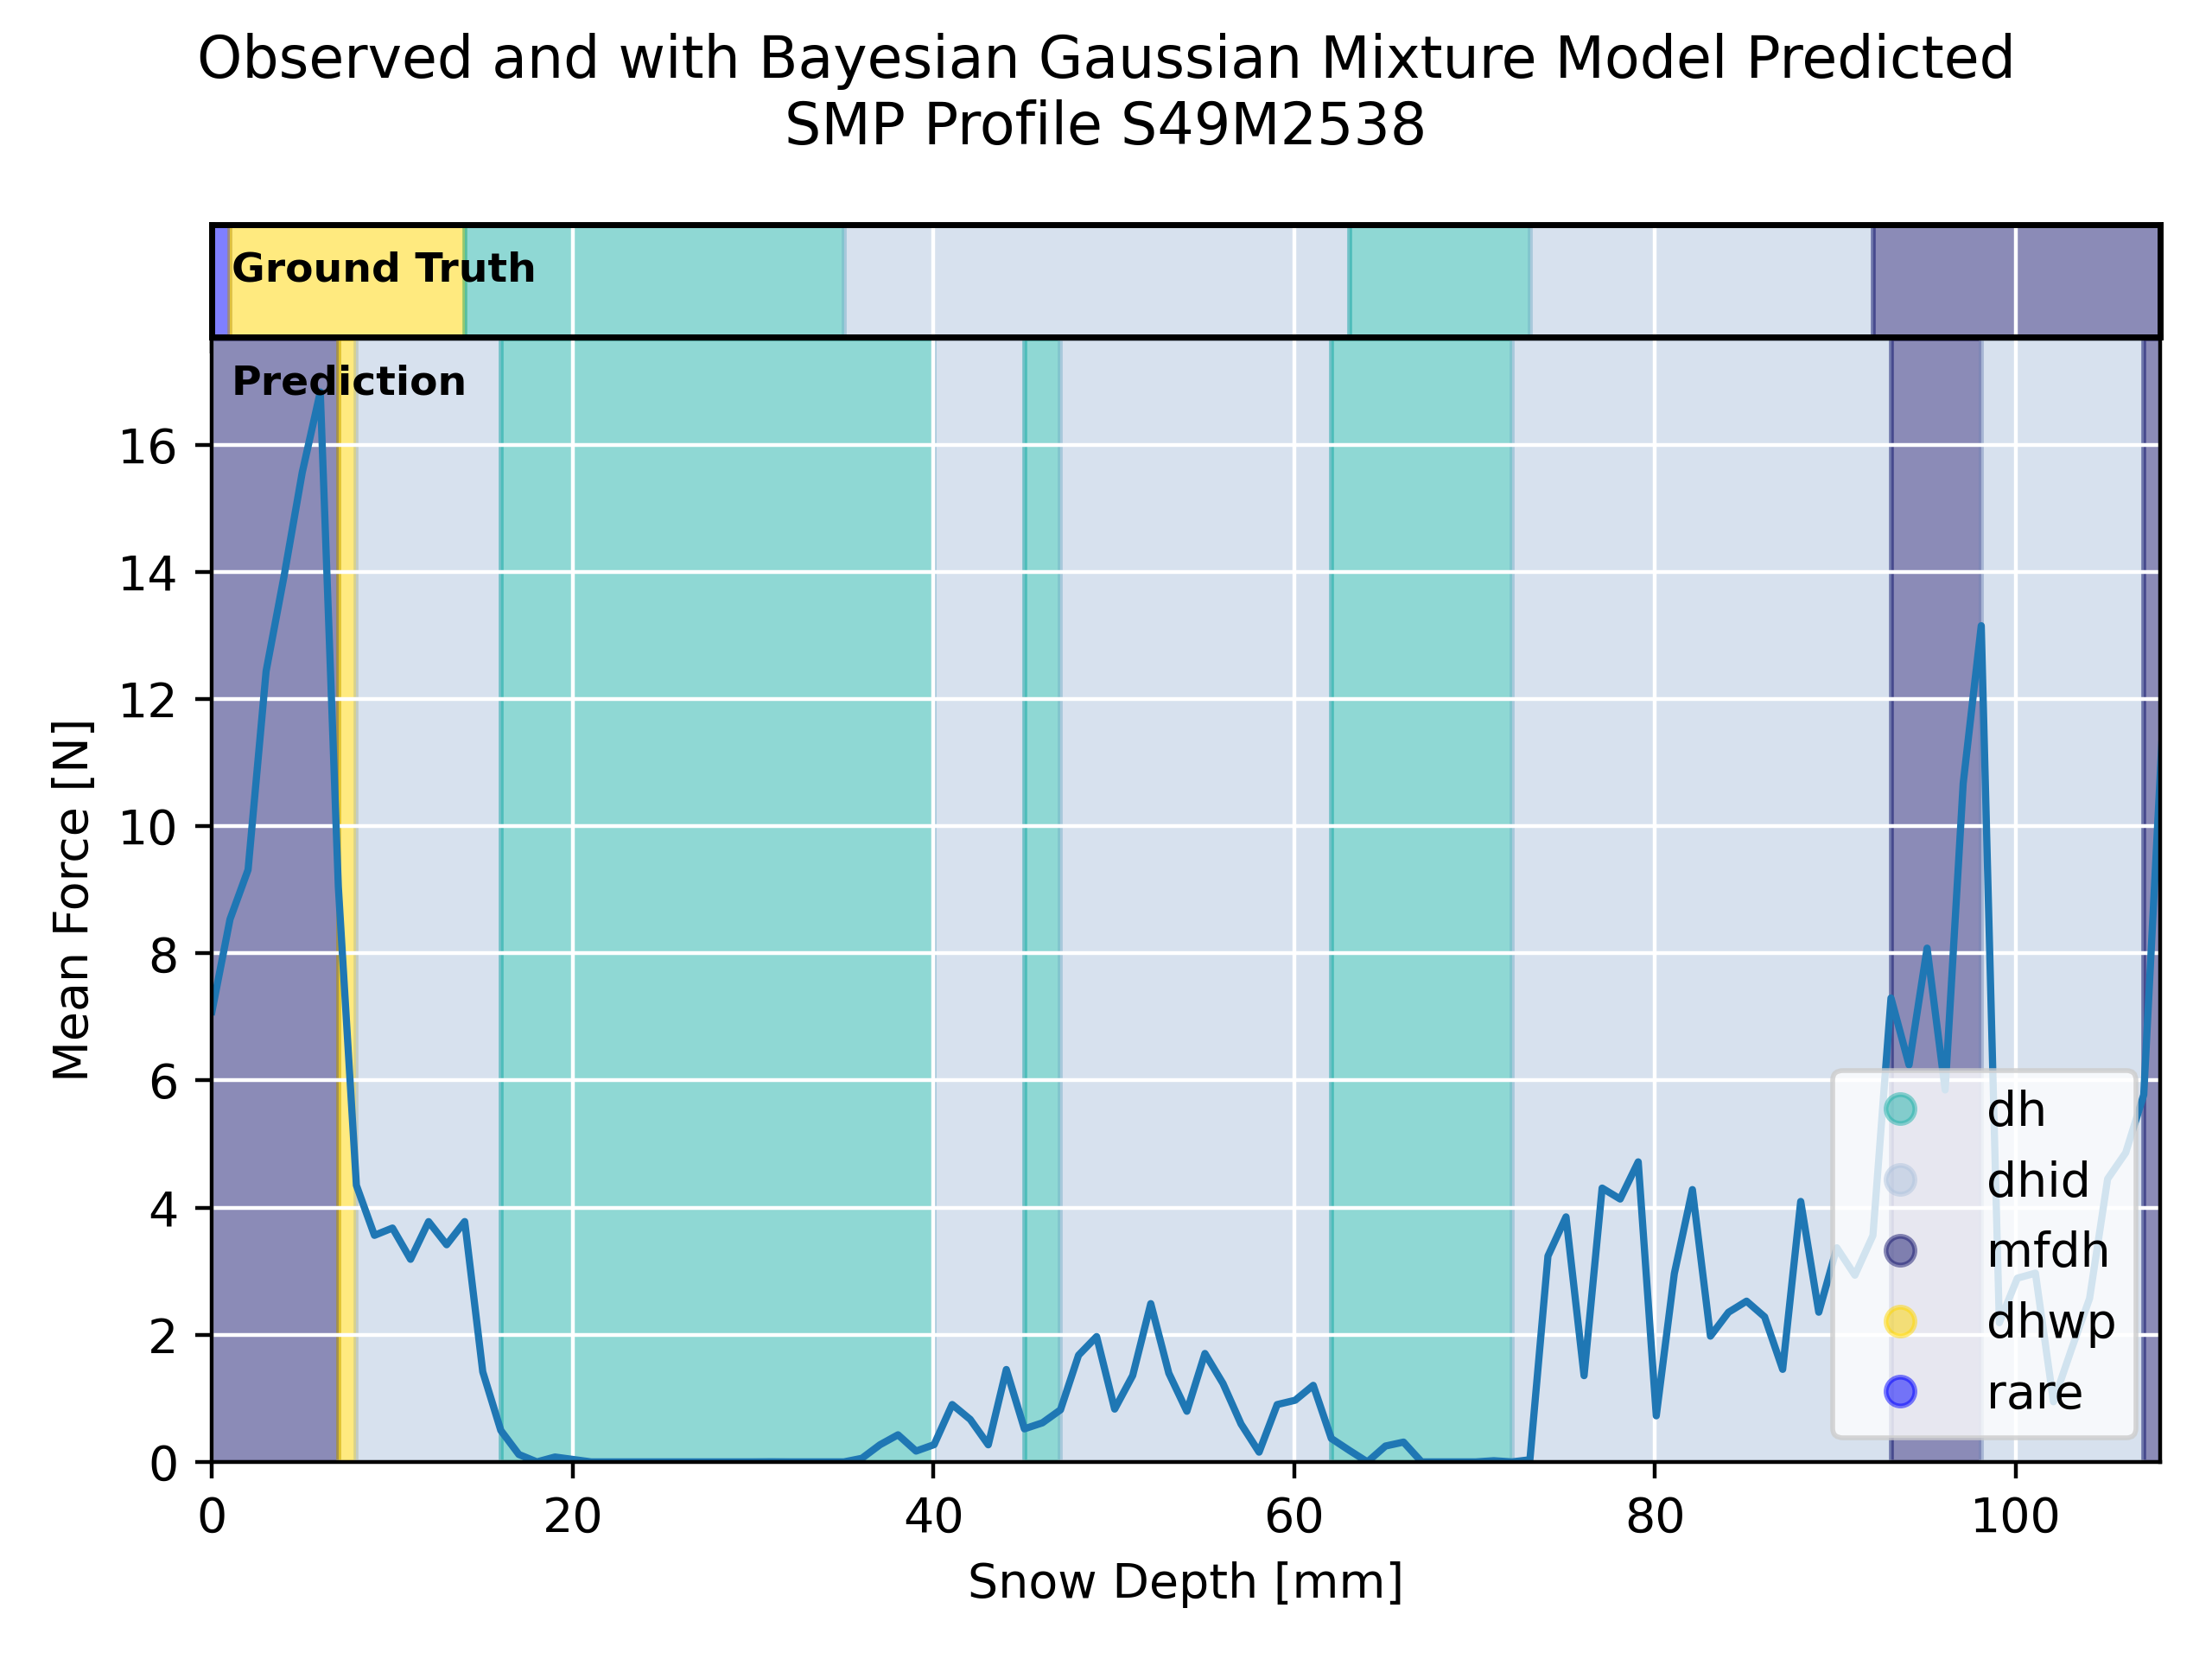 Observed and with Bayesian Gaussian Mixture Model Predicted
SMP Profile S49M2538
Ground Truth
Prediction
16
14
12
10
8
6
4
2
0
Mean Force [N]
dh
dhid
mfdh
dhwp
rare
0 20 40 60 80 100
Snow Depth [mm]